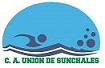 C. A. UNION DE SUNCHALES